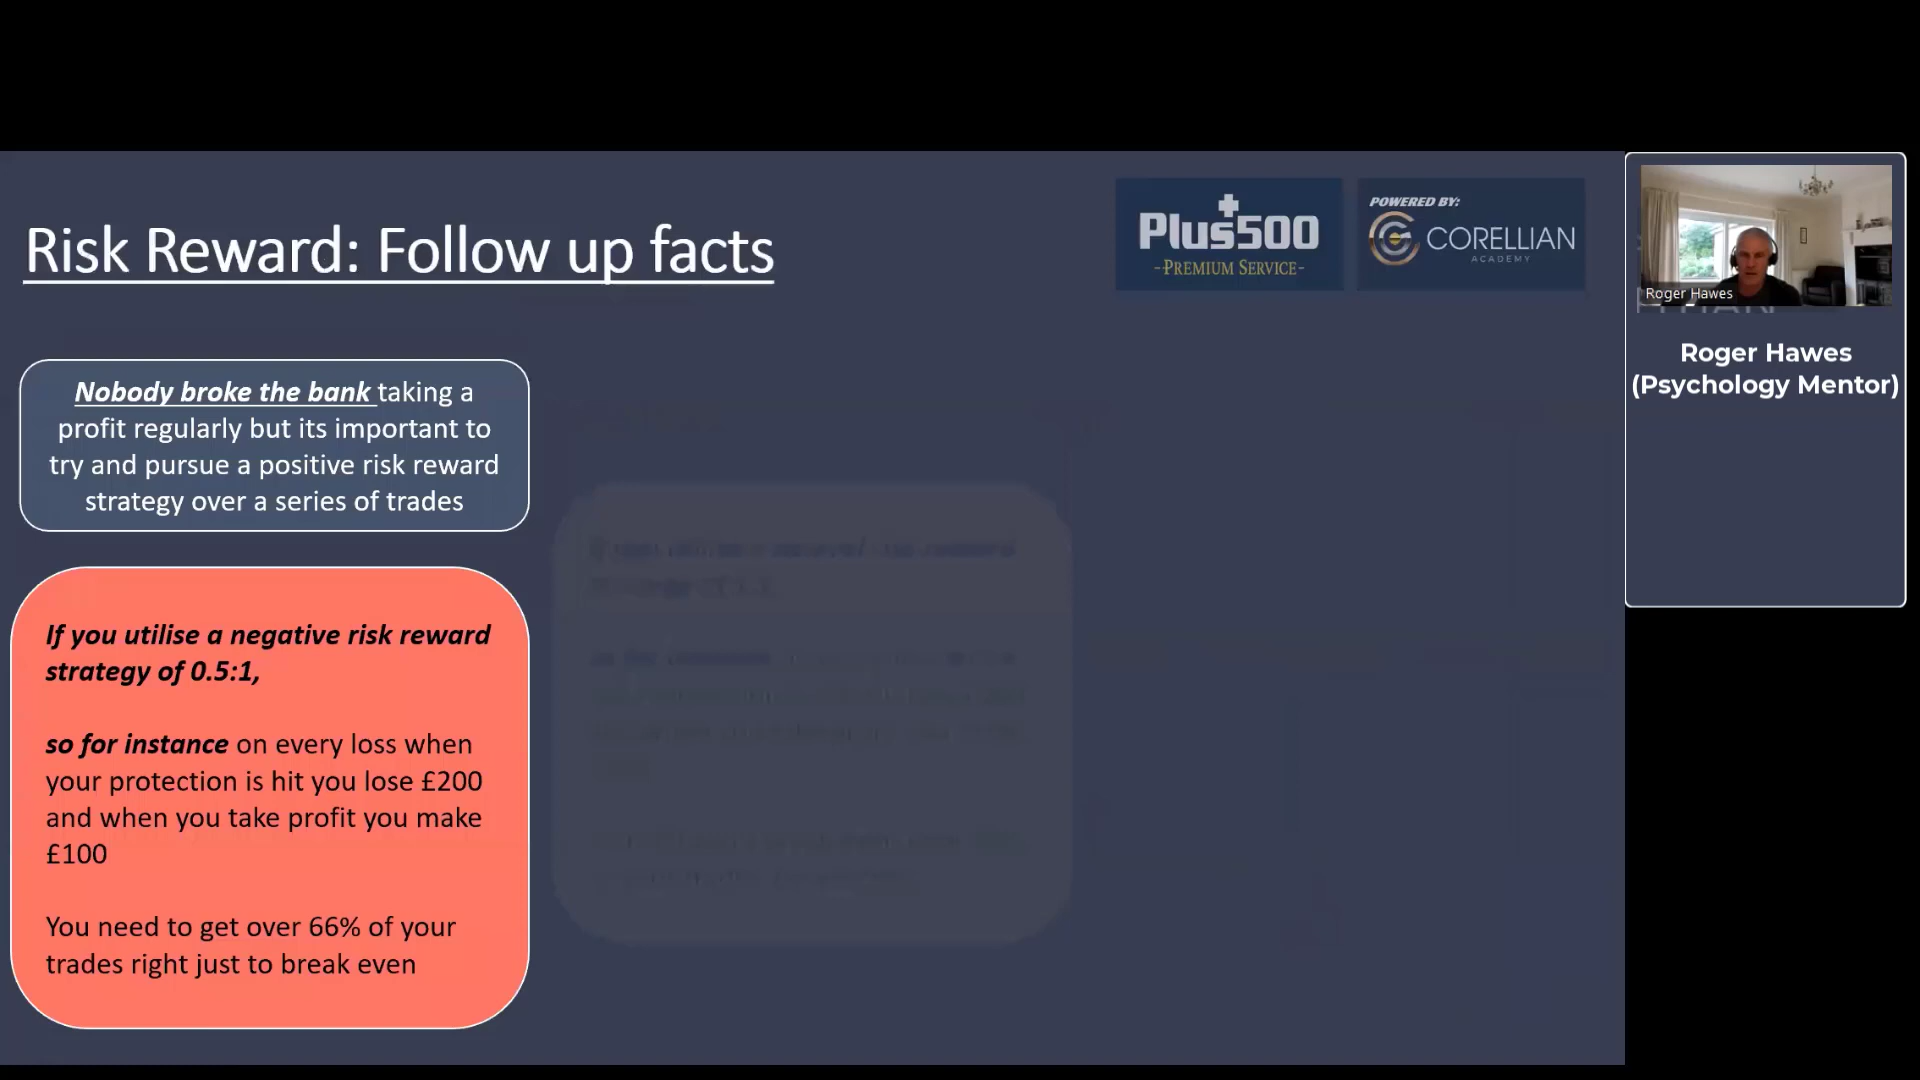 Risk Reward: Follow up facts
Plus500
-PREMIUM SERVICE-
POWERED BY:
CORELLIAN
ACADEMY
Nobody broke the bank taking a
profit regularly but its important to
try and pursue a positive risk reward
strategy over a series of trades
If you utilise a negative risk reward
strategy of 0.5:1,
so for instance on every loss when
your protection is hit you lose £200
and when you take profit you make
£100
You need to get over 66% of your
trades right just to break even
Roger Hawes
Roger Hawes
(Psychology Mentor)